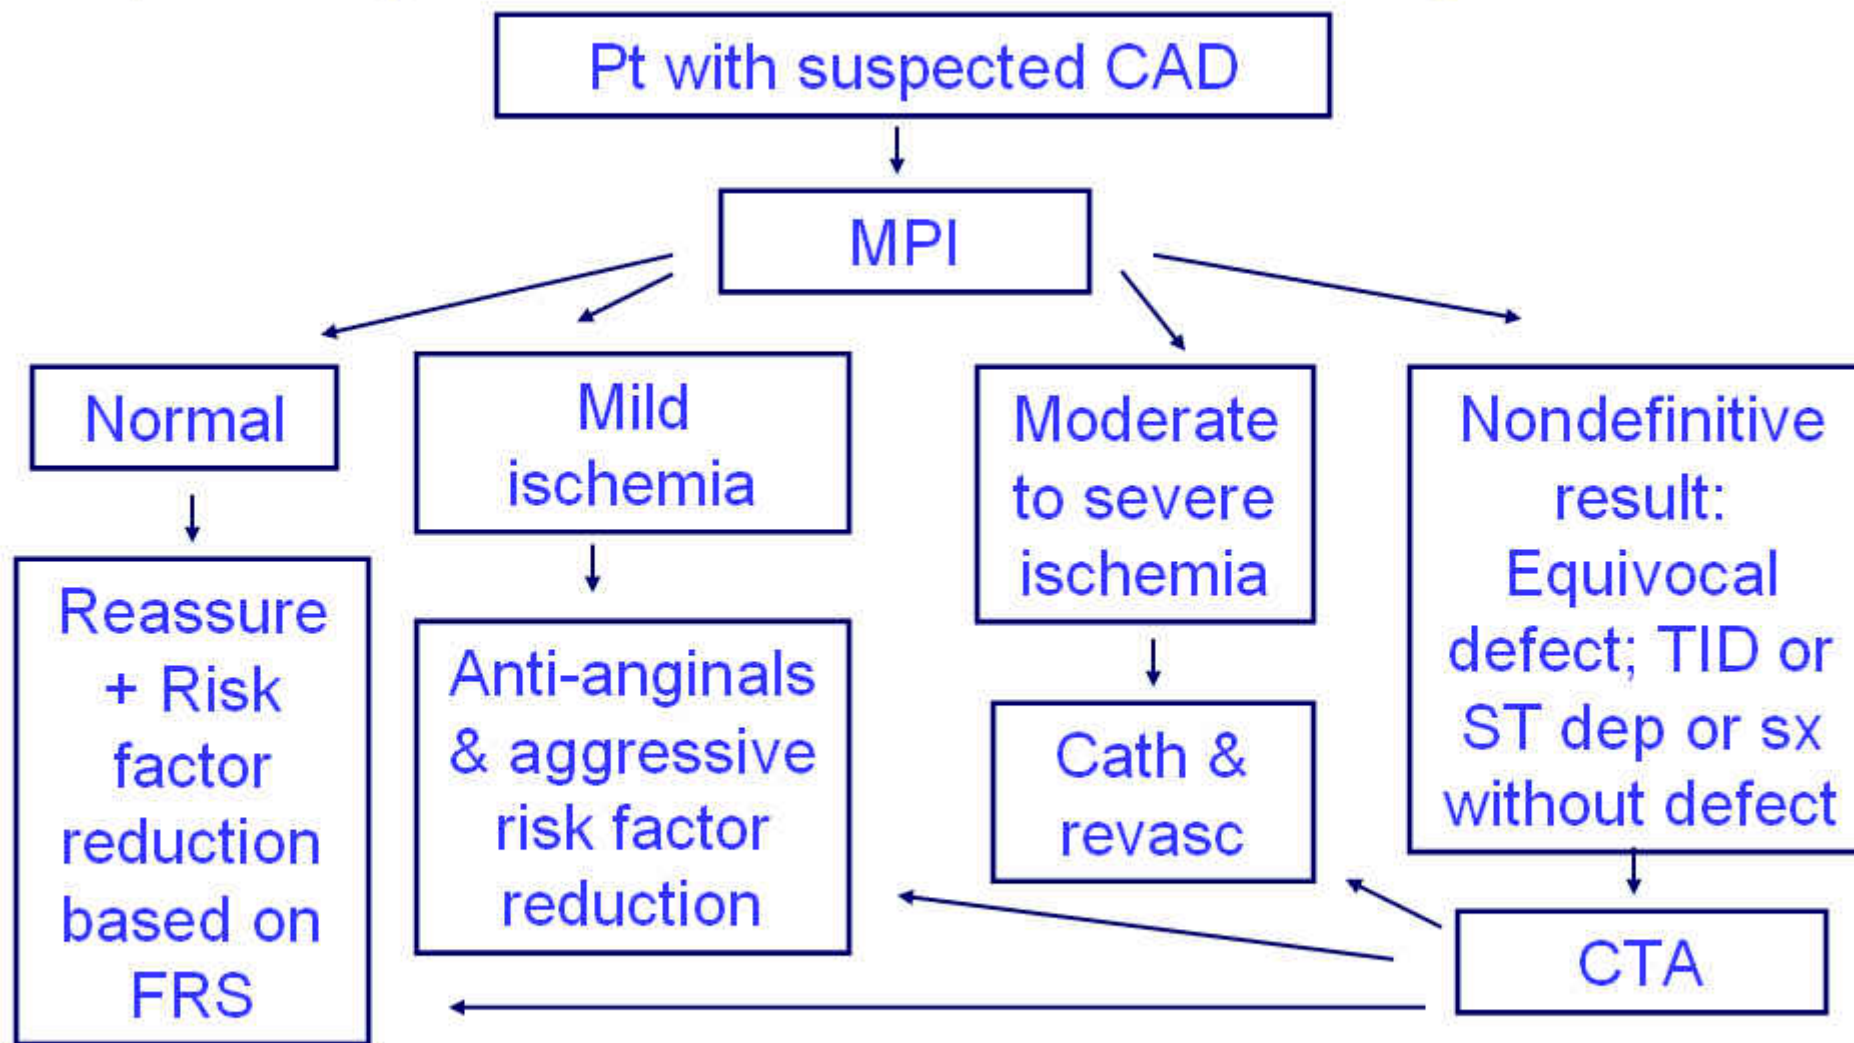 Pt with suspected CAD
MPI
Normal
Reassure
+ Risk
factor
reduction
based on
FRS
Mild
ischemia
Anti-anginals
& aggressive
risk factor
reduction
Moderate
to severe
ischemia
Cath &
revasc
Nondefinitive
result:
Equivocal
defect; TID or
ST dep or sx
without defect
CTA